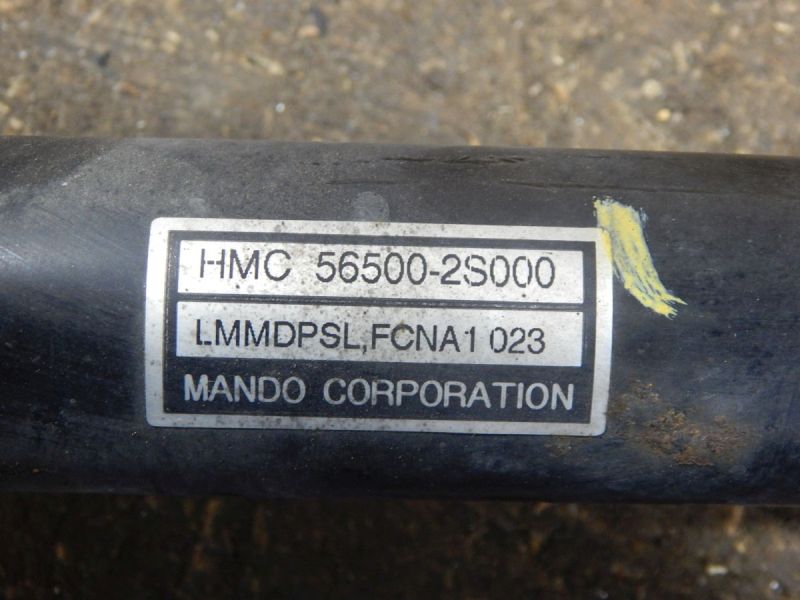 HMC 56500-2S000
LMMDPSL,FCNA1 023
MANDO CORPORATION